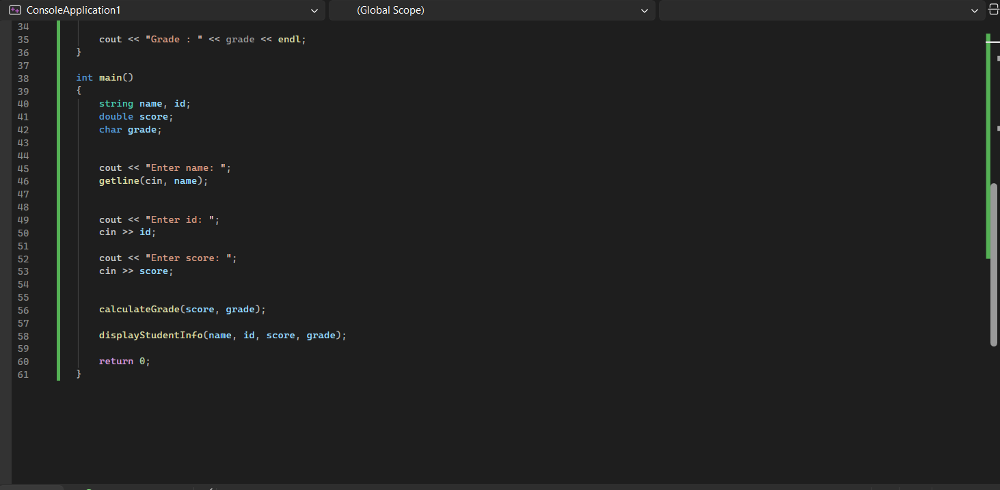 ConsoleApplication1 (Global Scope)
34
35 cout << "Grade : " << grade << endl;
36 }
37
38 int main()
39 {
40 string name, id;
41 double score;
42 char grade;
43
44
45 cout << "Enter name: ";
46 getline(cin, name);
47
48
49 cout << "Enter id: ";
50 cin >> id;
51
52 cout << "Enter score: ";
53 cin >> score;
54
55
56 calculateGrade(score, grade);
57
58 displayStudentInfo(name, id, score, grade);
59
60 return 0;
61 }